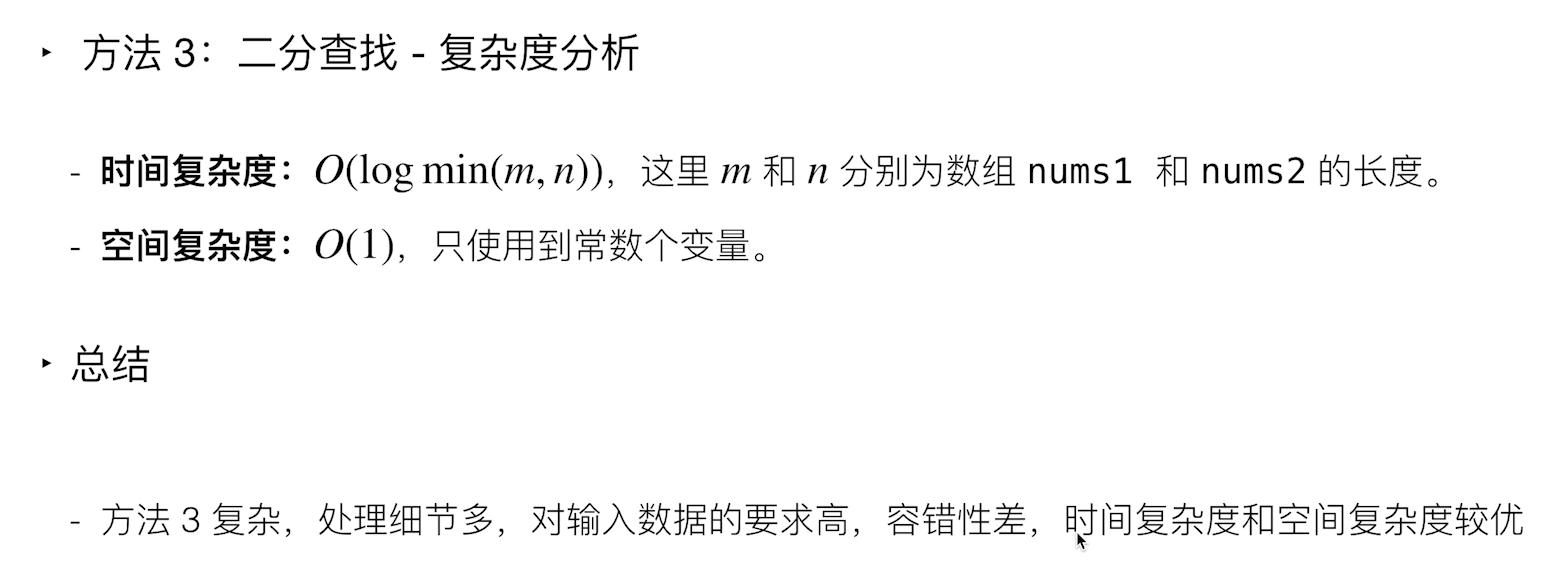 ‣ 方法 3：二分查找 - 复杂度分析
- 时间复杂度：O(log min(m, n))，这里 m 和 n 分别为数组 nums1 和 nums2 的长度。
- 空间复杂度：O(1)，只使用到常数个变量。
‣ 总结
- 方法 3 复杂，处理细节多，对输入数据的要求高，容错性差，时间复杂度和空间复杂度较优